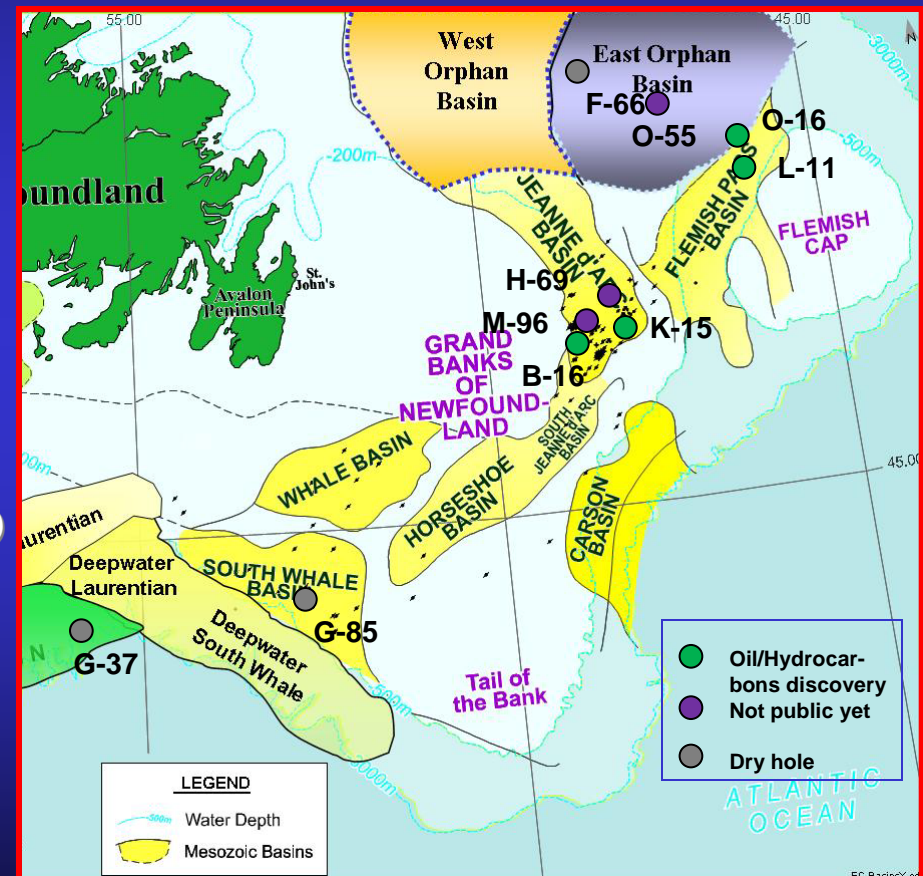 55.00
45.00
N
3000m
West
Orphan
Basin
East Orphan
Basin
F-66
O-55
O-16
L-11
-500m
-200m
oundland
JEANNE d'ARC
BASIN
FLEMISH PASS
BASIN
FLEMISH
CAP
St.
John's
Avalon
Peninsula
H-69
M-96
K-15
B-16
GRAND
BANKS
OF
NEWFOUND-
LAND
SOUTH
JEANNE d'ARC
BASIN
WHALE BASIN
HORSESHOE
BASIN
CARSON
BASIN
45.00
00m
aurentian
Deepwater
Laurentian
SOUTH WHALE
BASIN
G-85
Deepwater
South Whale
N
G-37
Tail of
the Bank
-500m
3000m
Oil/Hydrocar-
bons discovery
Not public yet
Dry hole
LEGEND
-500m Water Depth
Mesozoic Basins
ATLANTIC
OCEAN